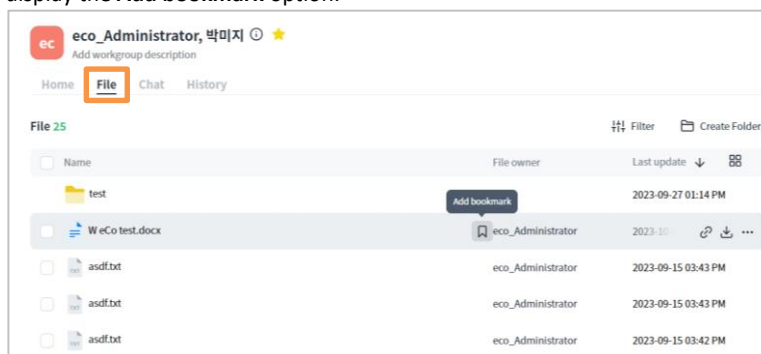 display the Add bookmark option.
ec
eco_Administrator, 박미지
Add workgroup description
Home File Chat History
File 25 Filter Create Folder
Name File owner Last update
test 2023-09-27 01:14 PM
Add bookmark
W eCo test.docx eco_Administrator 2023-10-
asdf.txt eco_Administrator 2023-09-15 03:43 PM
asdf.txt eco_Administrator 2023-09-15 03:43 PM
asdf.txt eco_Administrator 2023-09-15 03:42 PM